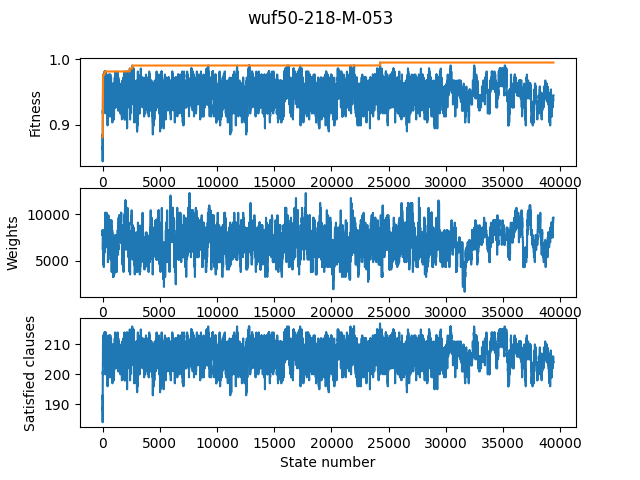 wuf50-218-M-053
1.0
0.9
Fitness
0 5000 10000 15000 20000 25000 30000 35000 40000
10000
5000
Weights
0 5000 10000 15000 20000 25000 30000 35000 40000
210
200
190
Satisfied clauses
0 5000 10000 15000 20000 25000 30000 35000 40000
State number